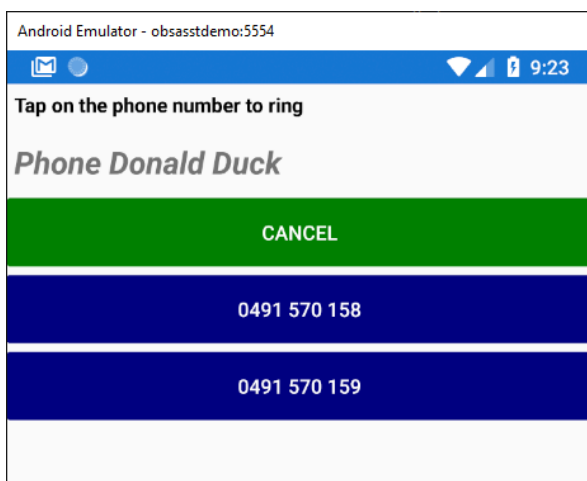 Android Emulator - obsasstdemo:5554
9:23
Tap on the phone number to ring
Phone Donald Duck
CANCEL
0491 570 158
0491 570 159